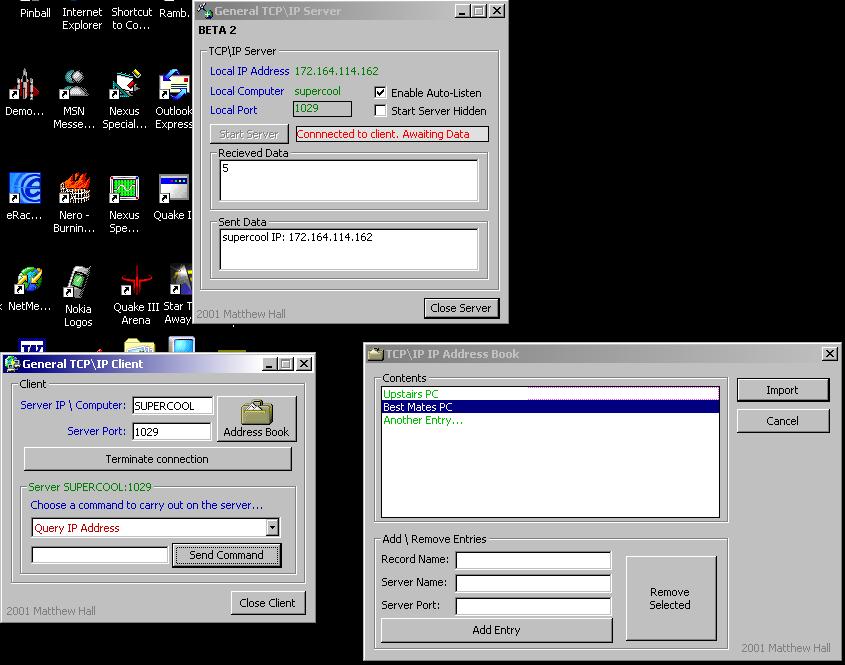 Pinball
Internet
Explorer
Shortcut
to Co...
Ramb.
Demo...
MSN
Messe...
Nexus
Special...
Outlook
Express
eRac...
Nero -
Burnin...
Nexus
Spe...
Quake I
NetMe...
Nokia
Logos
Quake III
Arena
Star T
Away
General TCP\IP Server
BETA 2
TCP\IP Server
Local IP Address 172.164.114.162
Local Computer supercool
Enable Auto-Listen
Local Port 1029
Start Server Hidden
Start Server
Connnected to client. Awaiting Data
Recieved Data
5
Sent Data
supercool IP: 172.164.114.162
2001 Matthew Hall
Close Server
General TCP\IP Client
Client
Server IP \ Computer: SUPERCOOL
Server Port: 1029
Address Book
Terminate connection
Server SUPERCOOL:1029
Choose a command to carry out on the server...
Query IP Address
Send Command
2001 Matthew Hall
Close Client
TCP\IP IP Address Book
Contents
Upstairs PC
Best Mates PC
Another Entry...
Import
Cancel
Add \ Remove Entries
Record Name:
Server Name:
Server Port:
Add Entry
Remove
Selected
2001 Matthew Hall